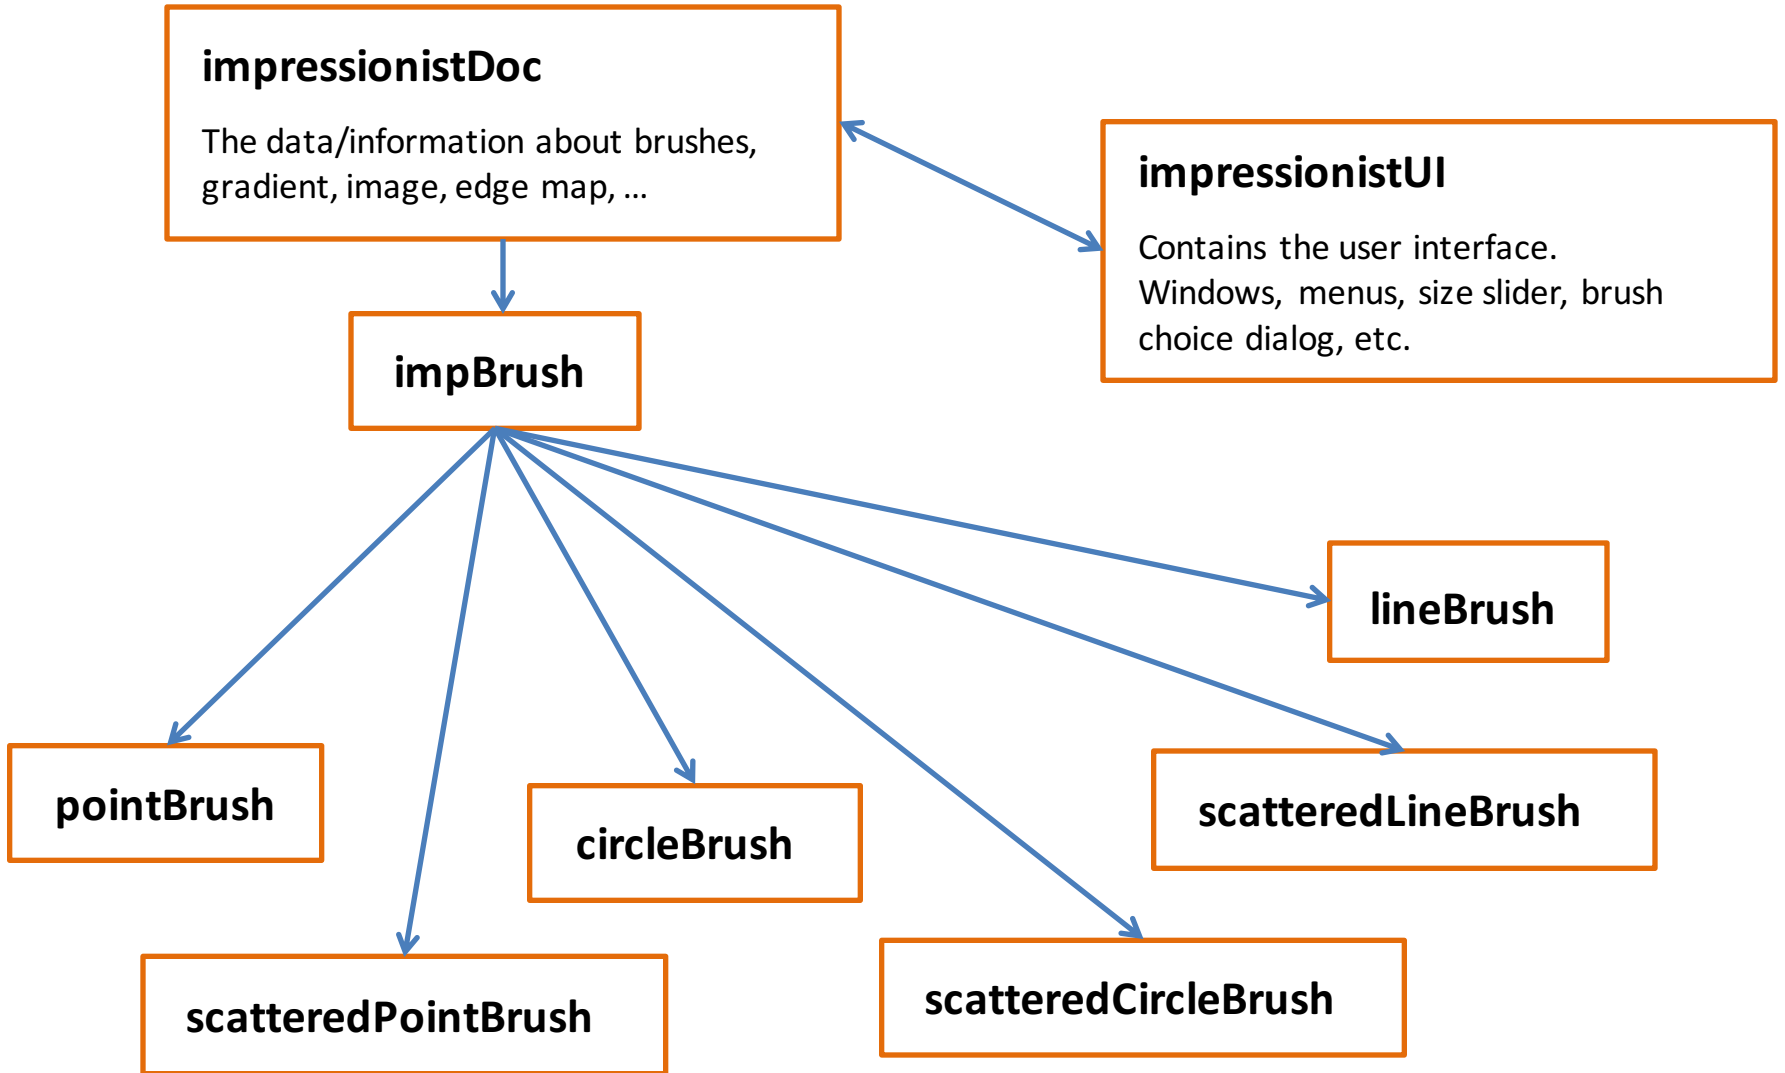 impressionistDoc
The data/information about brushes,
gradient, image, edge map, ...
impressionistUI
Contains the user interface.
Windows, menus, size slider, brush
choice dialog, etc.
impBrush
lineBrush
pointBrush
circleBrush
scatteredLineBrush
scatteredPointBrush
scatteredCircleBrush